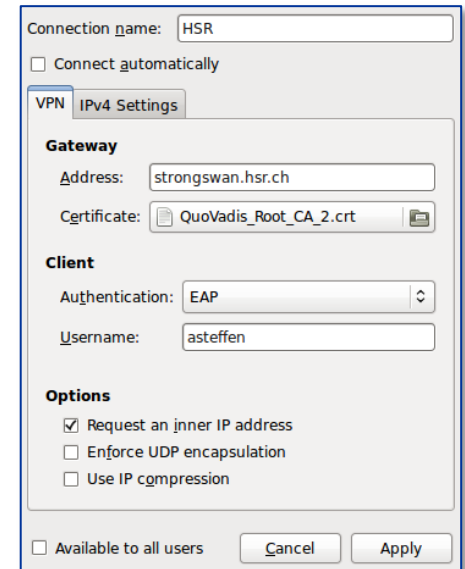 Connection name: HSR
Connect automatically
VPN IPv4 Settings
Gateway
Address: strongswan.hsr.ch
Certificate: QuoVadis_Root_CA_2.crt
Client
Authentication: EAP
Username: asteffen
Options
Request an inner IP address
Enforce UDP encapsulation
Use IP compression
Available to all users Cancel Apply